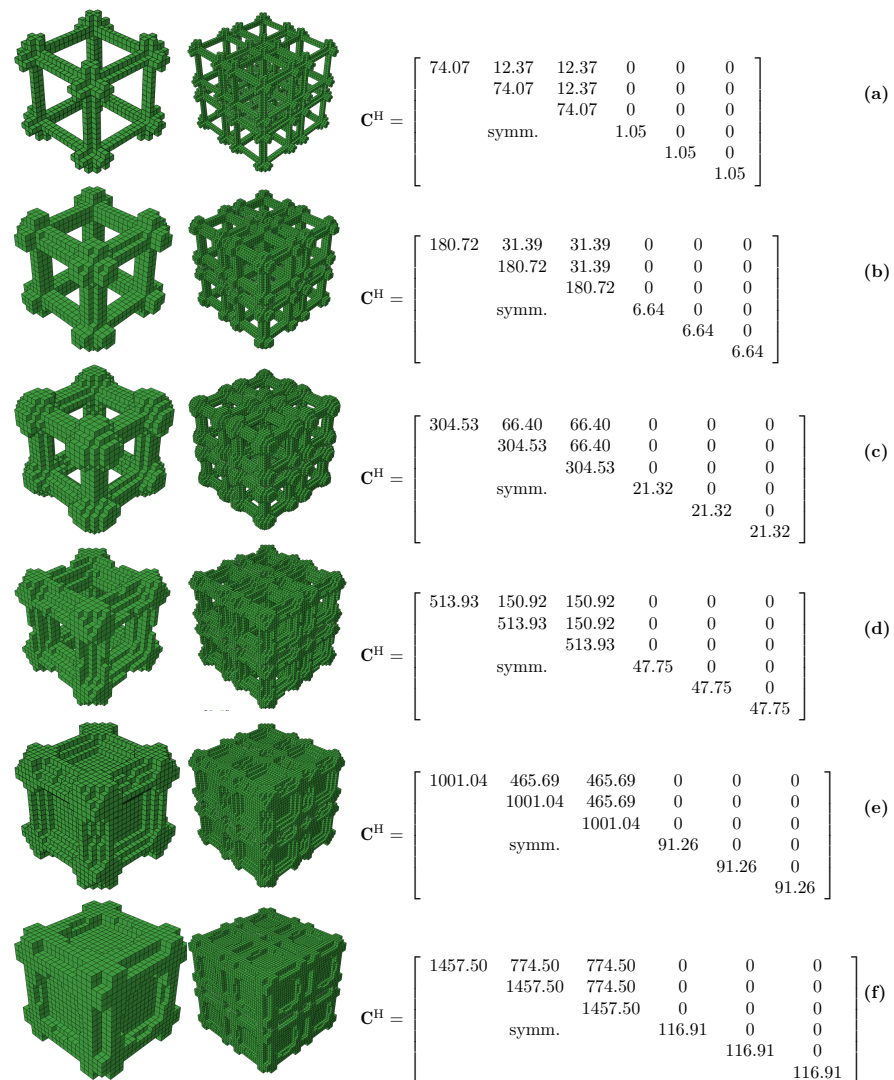 74.07 12.37 12.37 0 0 0
74.07 12.37 0 0 0
74.07 0 0 0
C^H = symm. 1.05 0 0
1.05 0
1.05
(a)
180.72 31.39 31.39 0 0 0
180.72 31.39 0 0 0
180.72 0 0 0
C^H = symm. 6.64 0 0
6.64 0
6.64
(b)
304.53 66.40 66.40 0 0 0
304.53 66.40 0 0 0
304.53 0 0 0
C^H = symm. 21.32 0 0
21.32 0
21.32
(c)
513.93 150.92 150.92 0 0 0
513.93 150.92 0 0 0
513.93 0 0 0
C^H = symm. 47.75 0 0
47.75 0
47.75
(d)
1001.04 465.69 465.69 0 0 0
1001.04 465.69 0 0 0
1001.04 0 0 0
C^H = symm. 91.26 0 0
91.26 0
91.26
(e)
1457.50 774.50 774.50 0 0 0
1457.50 774.50 0 0 0
1457.50 0 0 0
C^H = symm. 116.91 0 0
116.91 0
116.91
(f)